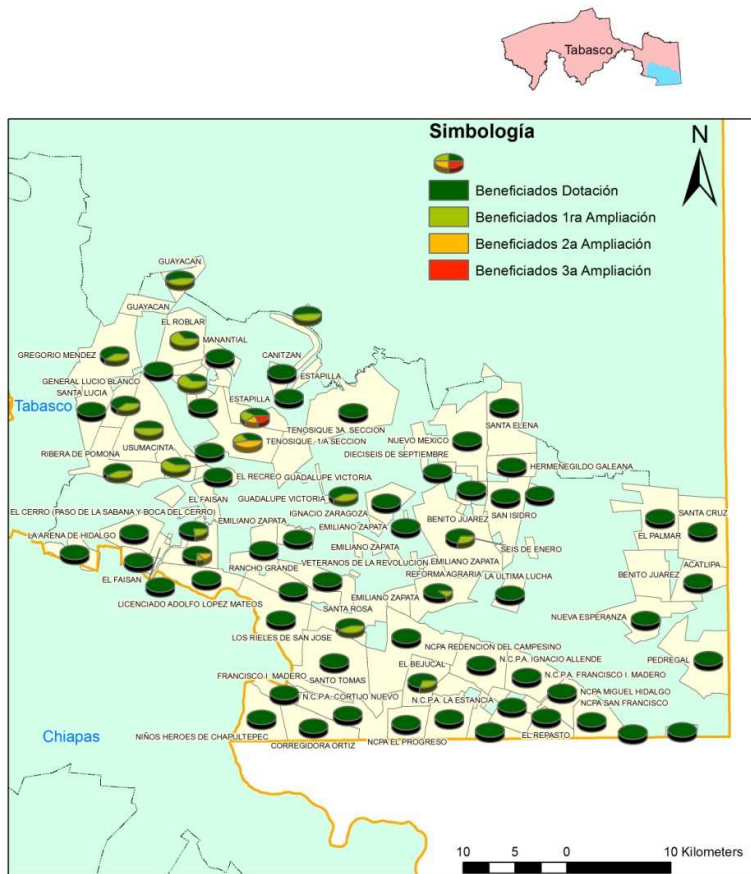 Tabasco
Simbología
N
Beneficiados Dotación
Beneficiados 1ra Ampliación
Beneficiados 2a Ampliación
Beneficiados 3a Ampliación
GUAYACAN
GUAYACAN
EL ROBLAR
MANANTIAL
GREGORIO MENDEZ
CANITZAN
ESTAPILLA
GENERAL LUCIO BLANCO
SANTA LUCIA
ESTAPILLA
Tabasco
TENOSIQUE 3A. SECCION
SANTA ELENA
USUMACINTA
TENOSIQUE 1/A SECCION
NUEVO MEXICO
RIBERA DE POMONA
DIECISEIS DE SEPTIEMBRE
HERMENEGILDO GALEANA
EL RECREO
GUADALUPE VICTORIA
EL FAISAN
GUADALUPE VICTORIA
IGNACIO ZARAGOZA
BENITO JUAREZ
SAN ISIDRO
SANTA CRUZ
EL CERRO (PASO DE LA SABANA Y BOCA DEL CERRO)
EMILIANO ZAPATA
EMILIANO ZAPATA
EL PALMAR
LA ARENA DE HIDALGO
EMILIANO ZAPATA
SEIS DE ENERO
VETERANOS DE LA REVOLUCION
EMILIANO ZAPATA
ACATLIPA
RANCHO GRANDE
REFORMA AGRARIA
LA ULTIMA LUCHA
BENITO JUAREZ
EL FAISAN
EMILIANO ZAPATA
LICENCIADO ADOLFO LOPEZ MATEOS
SANTA ROSA
NUEVA ESPERANZA
LOS RIELES DE SAN JOSE
NCPA REDENCION DEL CAMPESINO
EL BEJUCAL
N.C.P.A. IGNACIO ALLENDE
PEDREGAL
FRANCISCO I. MADERO
SANTO TOMAS
N.C.P.A. FRANCISCO I. MADERO
N.C.P.A. CORTIJO NUEVO
N.C.P.A. LA ESTANCIA
NCPA MIGUEL HIDALGO
NCPA SAN FRANCISCO
Chiapas
NIÑOS HEROES DE CHAPULTEPEC
CORREGIDORA ORTIZ
NCPA EL PROGRESO
EL REPASTO
10 5 0 10 Kilometers